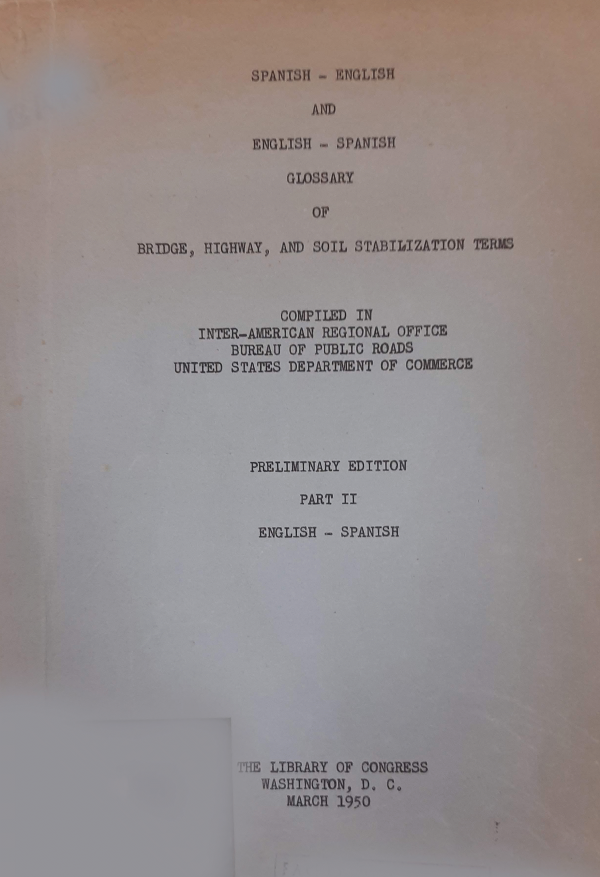 SPANISH - ENGLISH
AND
ENGLISH - SPANISH
GLOSSARY
OF
BRIDGE, HIGHWAY, AND SOIL STABILIZATION TERMS
COMPILED IN
INTER-AMERICAN REGIONAL OFFICE
BUREAU OF PUBLIC ROADS
UNITED STATES DEPARTMENT OF COMMERCE
PRELIMINARY EDITION
PART II
ENGLISH - SPANISH
THE LIBRARY OF CONGRESS
WASHINGTON, D. C.
MARCH 1950